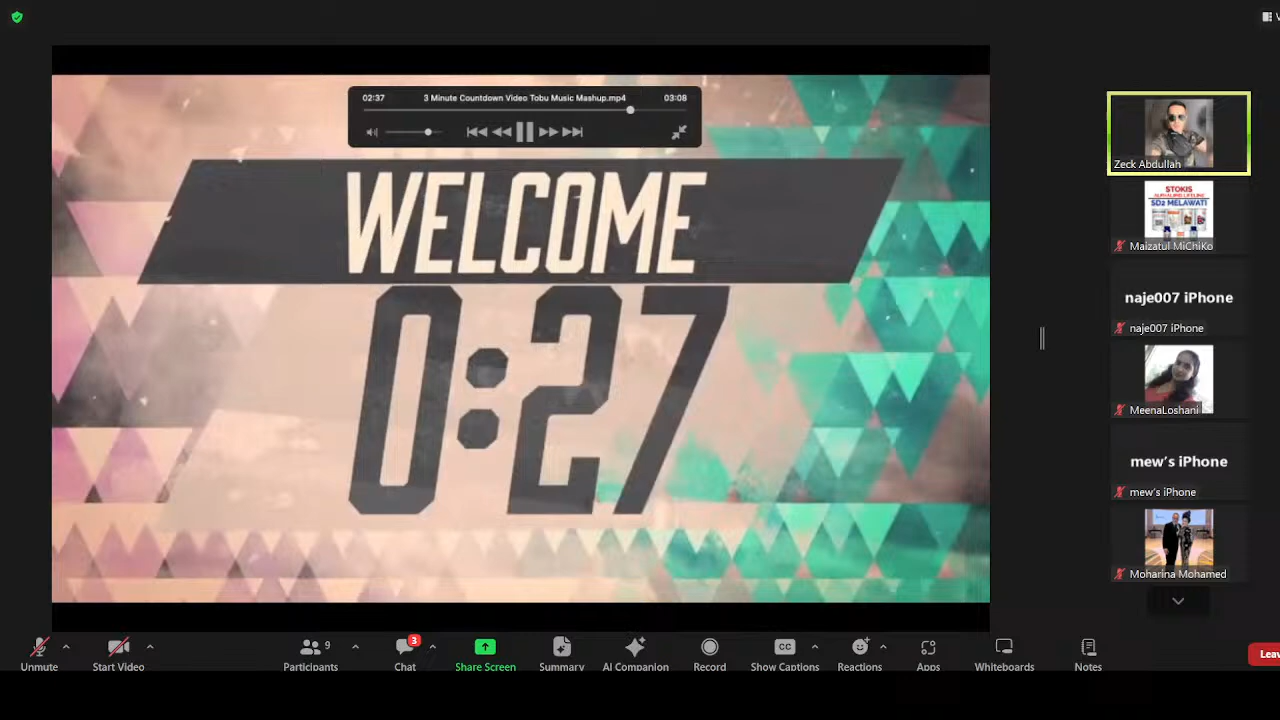 02:37 3 Minute Countdown Video Tobu Music Mashup.mp4 03:08
WELCOME
0:27
Zeck Abdullah
STOKIS
SD2 MELAWATI
Maizatul MiChiKo
naje007 iPhone
naje007 iPhone
MeenaLoshani
mew's iPhone
mew's iPhone
Moharina Mohamed
Unmute
Start Video
9
Participants
3
Chat
Share Screen
Summary
AI Companion
Record
CC
Show Captions
Reactions
Apps
Whiteboards
Notes
Leav